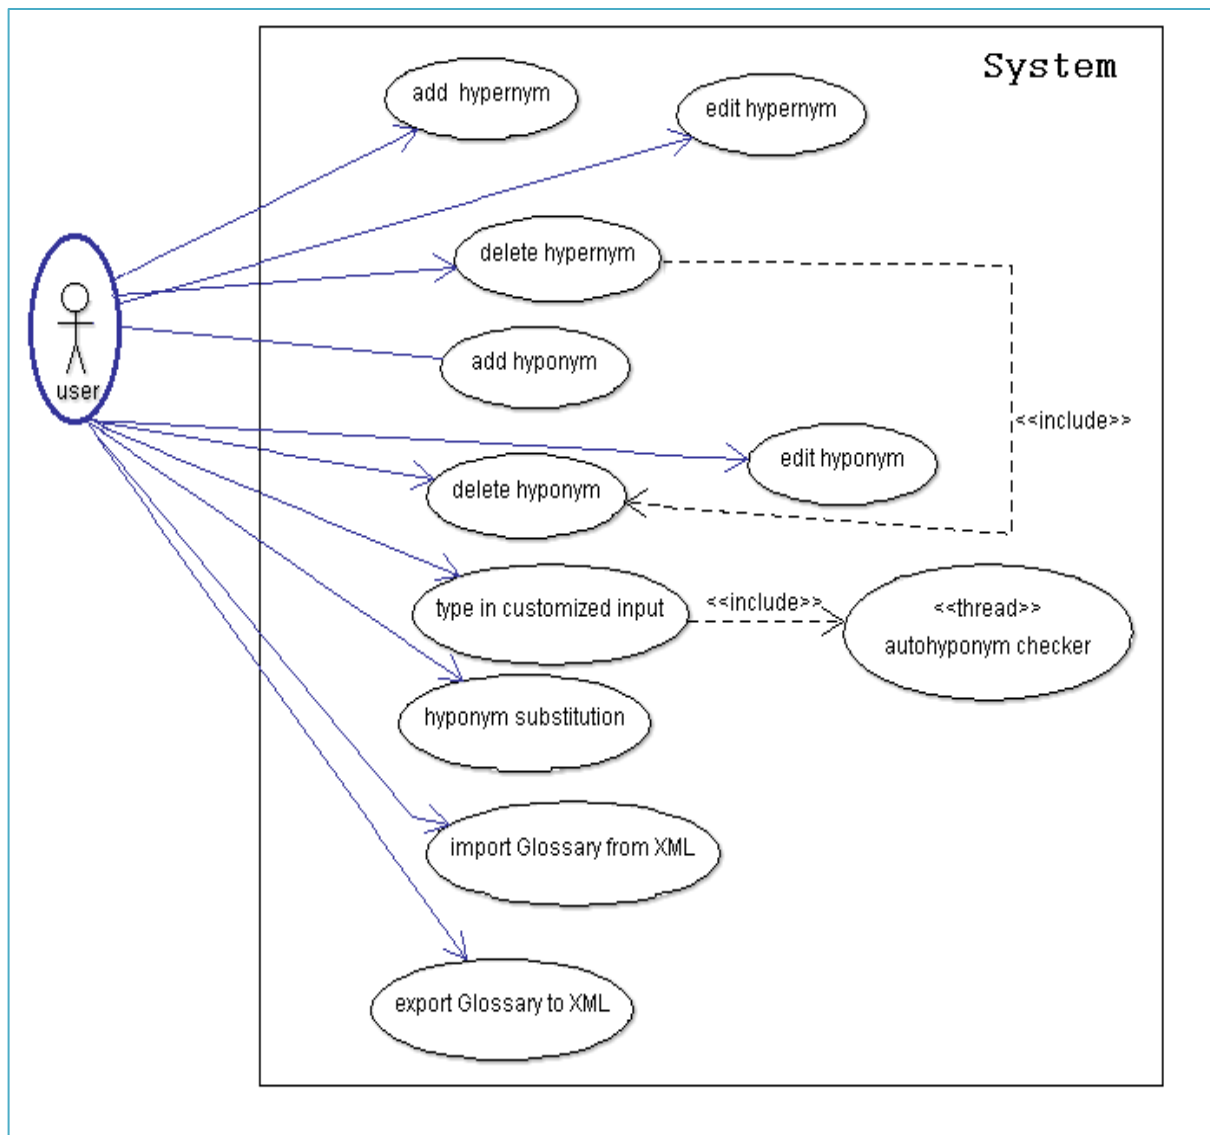 System
add  hypernym
edit hypernym
delete hypernym
user
add hyponym
<<include>>
edit hyponym
delete hyponym
type in customized input
<<include>>
<<thread>>
autohyponym checker
hyponym substitution
import Glossary from XML
export Glossary to XML